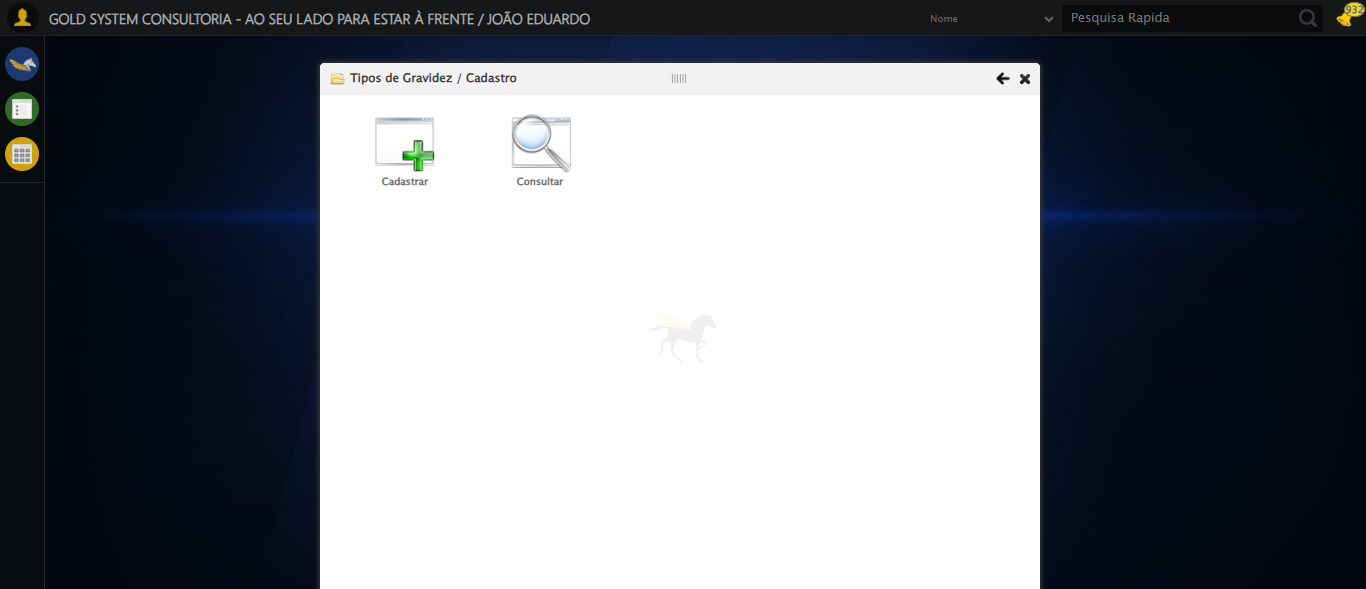 GOLD SYSTEM CONSULTORIA - AO SEU LADO PARA ESTAR À FRENTE / JOÃO EDUARDO
Nome
Pesquisa Rapida
932
Tipos de Gravidez / Cadastro
Cadastrar
Consultar